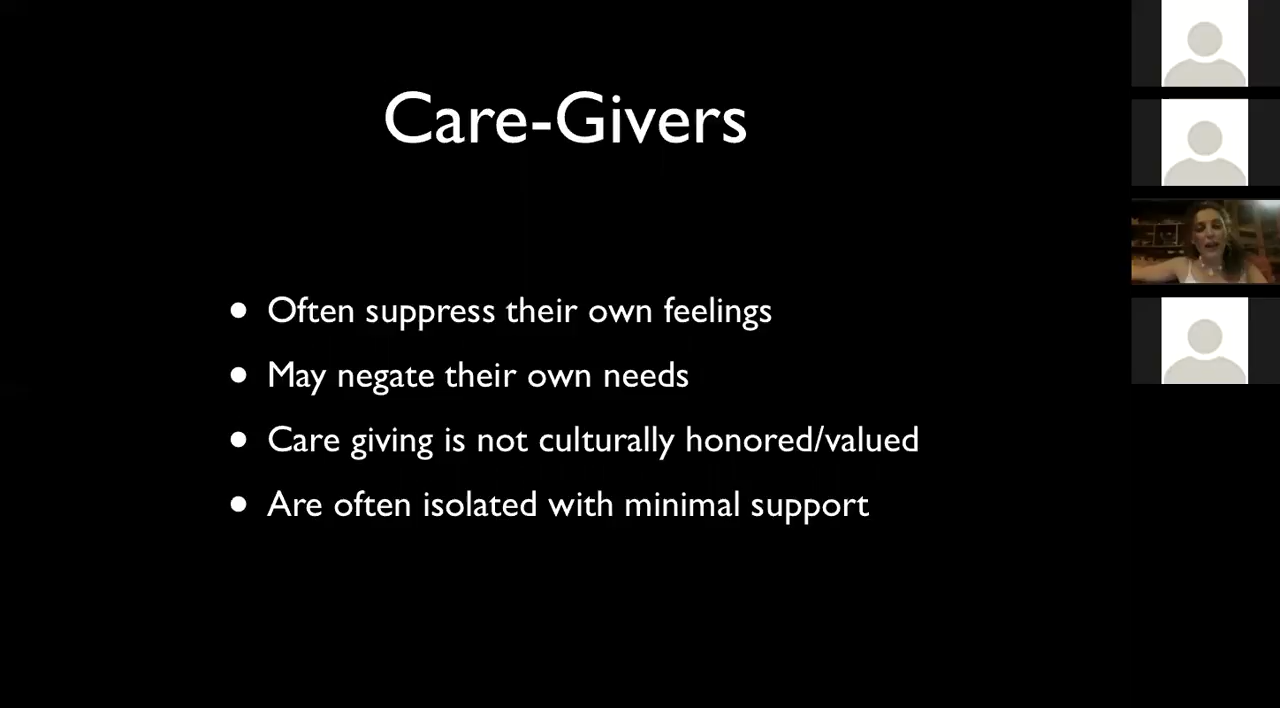 Care-Givers
• Often suppress their own feelings
• May negate their own needs
• Care giving is not culturally honored/valued
• Are often isolated with minimal support